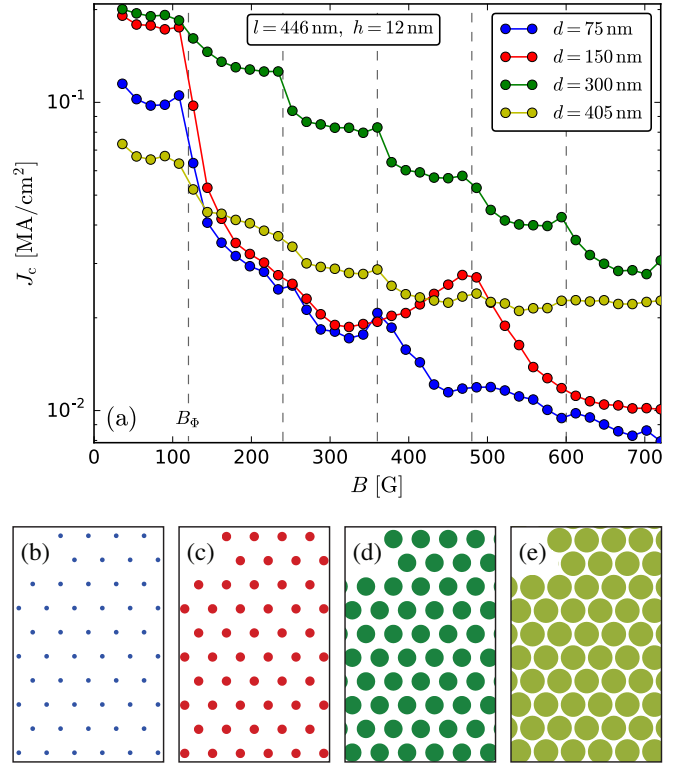 l = 446 nm, h = 12 nm
d = 75 nm
d = 150 nm
d = 300 nm
d = 405 nm
10⁻¹
10⁻²
J_c [MA/cm²]
(a)
B_Φ
0 100 200 300 400 500 600 700
B [G]
(b) (c) (d) (e)